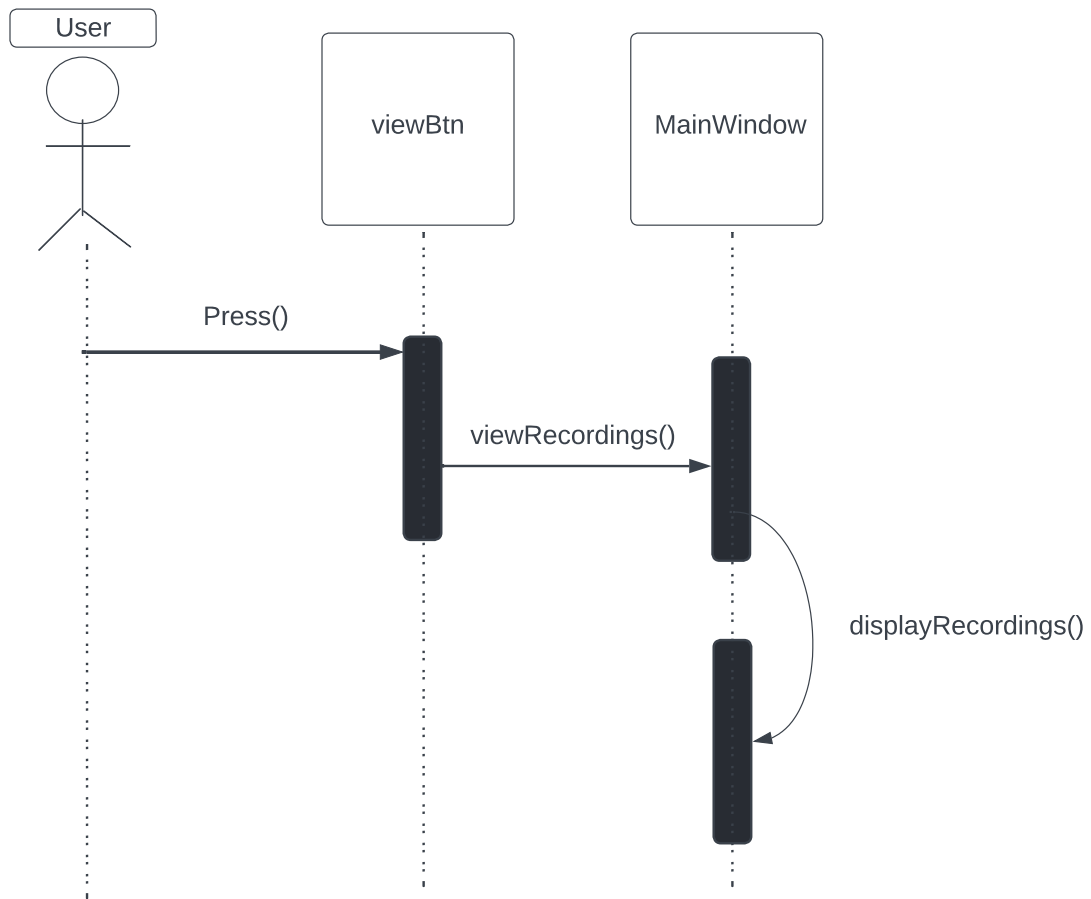 User
viewBtn
MainWindow
Press()
viewRecordings()
displayRecordings()